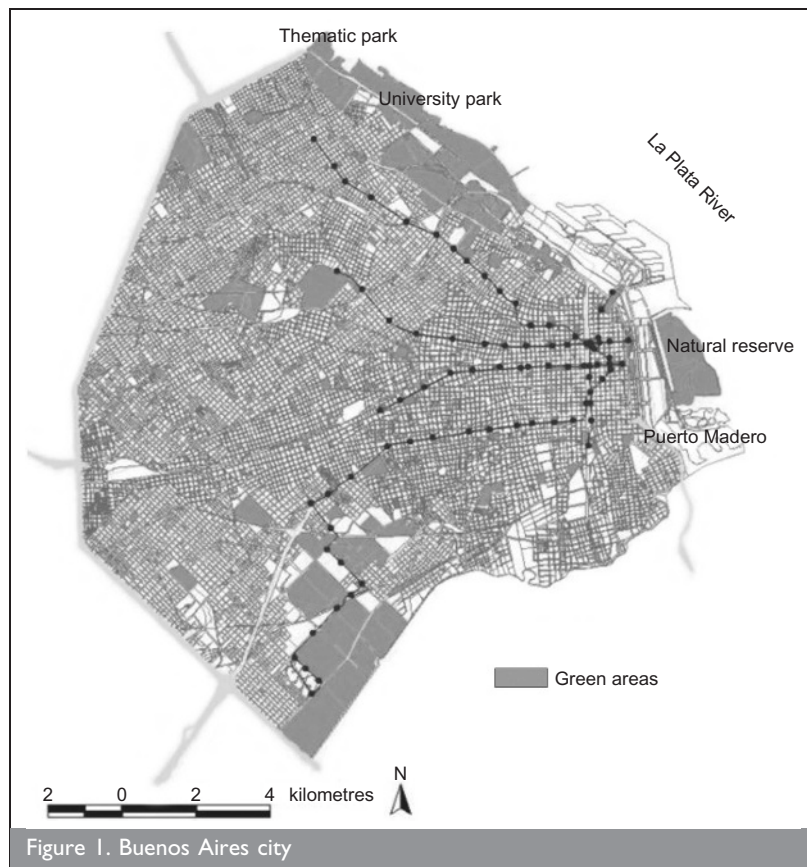 Thematic park
University park
La Plata River
Natural reserve
Puerto Madero
Green areas
N
2 0 2 4 kilometres
Figure 1. Buenos Aires city